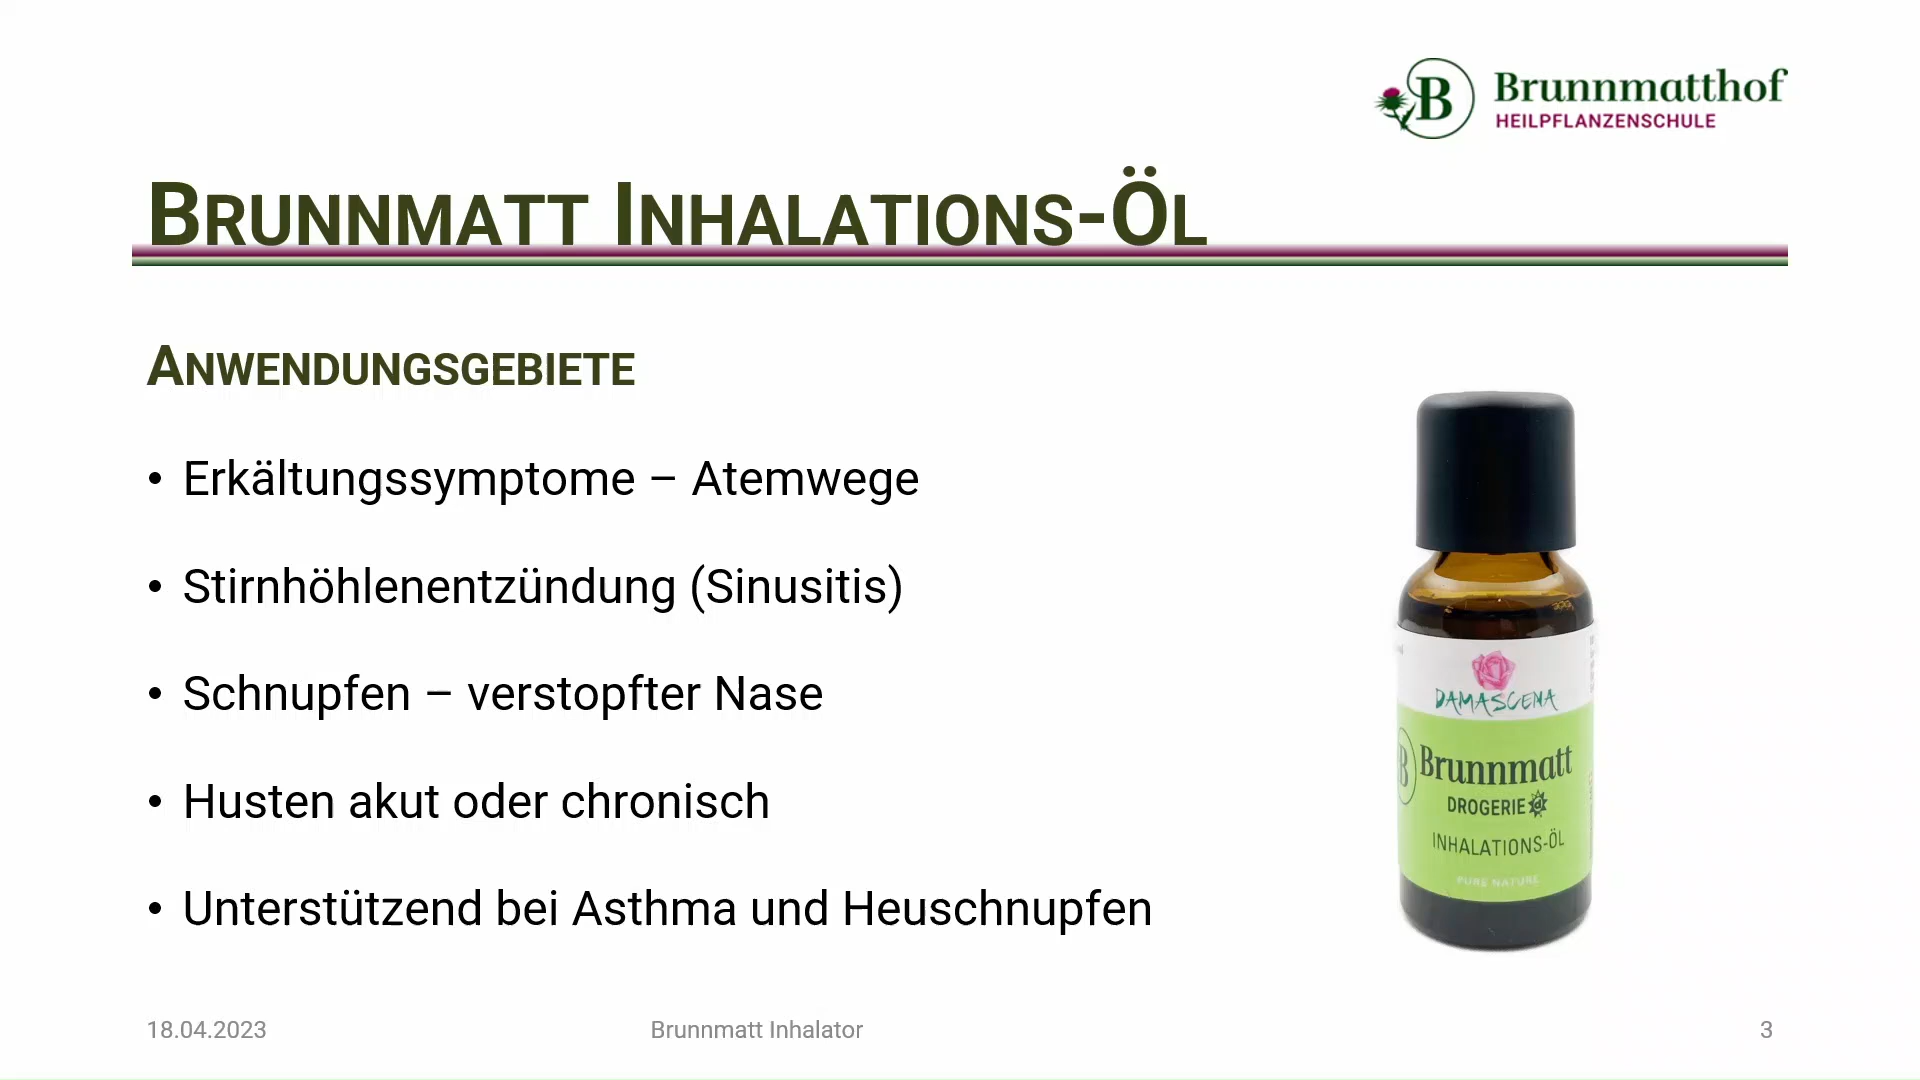 B Brunnmatthof
HEILPFLANZENSCHULE
BRUNNMATT INHALATIONS-ÖL
ANWENDUNGSGEBIETE
• Erkältungssymptome – Atemwege
• Stirnhöhlenentzündung (Sinusitis)
• Schnupfen – verstopfter Nase
• Husten akut oder chronisch
• Unterstützend bei Asthma und Heuschnupfen
DAMASCENA
B Brunnmatt
DROGERIE d
INHALATIONS-ÖL
PURE NATURE
18.04.2023
Brunnmatt Inhalator
3